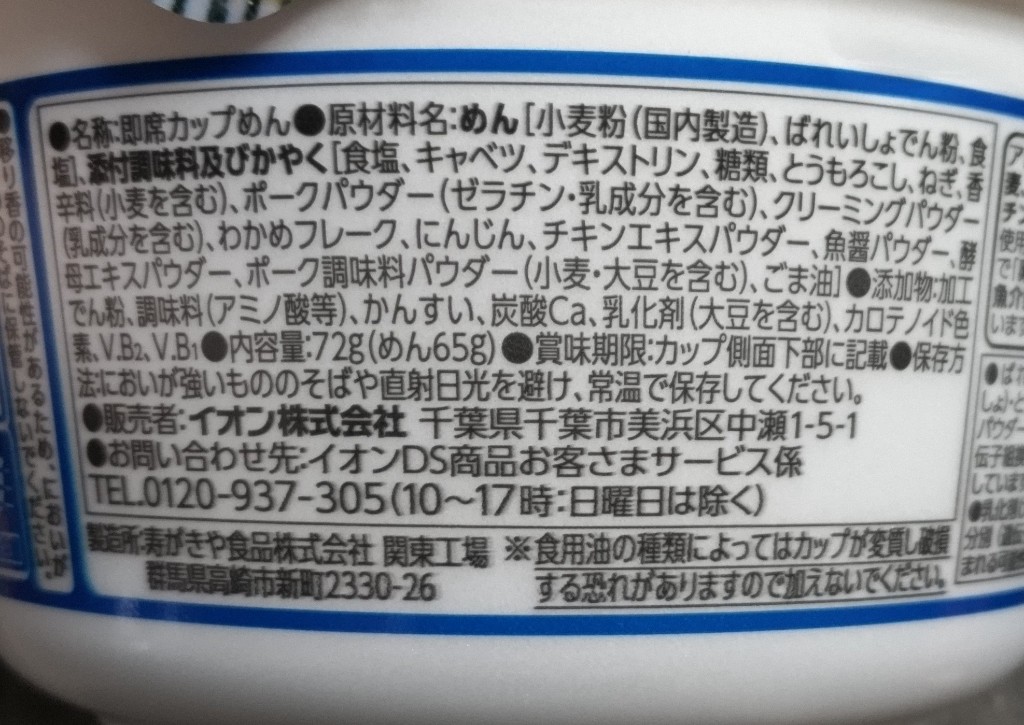 ●名称:即席カップめん●原材料名:めん[小麦粉(国内製造)、ばれいしょでん粉、食
塩]、添付調味料及びかやく[食塩、キャベツ、デキストリン、糖類、とうもろこし、ねぎ、香
辛料(小麦を含む)、ポークパウダー(ゼラチン・乳成分を含む)、クリーミングパウダー
(乳成分を含む)、わかめフレーク、にんじん、チキンエキスパウダー、魚醤パウダー、酵
母エキスパウダー、ポーク調味料パウダー(小麦・大豆を含む)、ごま油]●添加物:加工
でん粉、調味料(アミノ酸等)、かんすい、炭酸Ca、乳化剤(大豆を含む)、カロテノイド色
素、V.B2、V.B1●内容量:72g(めん65g)●賞味期限:カップ側面下部に記載●保存方
法:においが強いもののそばや直射日光を避け、常温で保存してください。
●販売者:イオン株式会社 千葉県千葉市美浜区中瀬1-5-1
●お問い合わせ先:イオンDS商品お客さまサービス係
TEL.0120-937-305(10～17時:日曜日は除く)
製造所:寿がきや食品株式会社 関東工場
群馬県高崎市新町2330-26
※食用油の種類によってはカップが変質し破損
する恐れがありますので加えないでください。
移り香の可能性があるため、においが